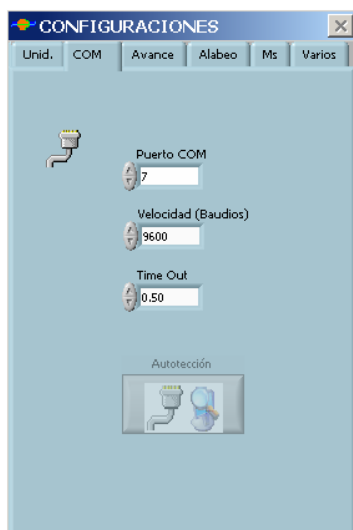 CONFIGURACIONES
Unid. COM Avance Alabeo Ms Varios
Puerto COM
7
Velocidad (Baudios)
9600
Time Out
0.50
Autotección